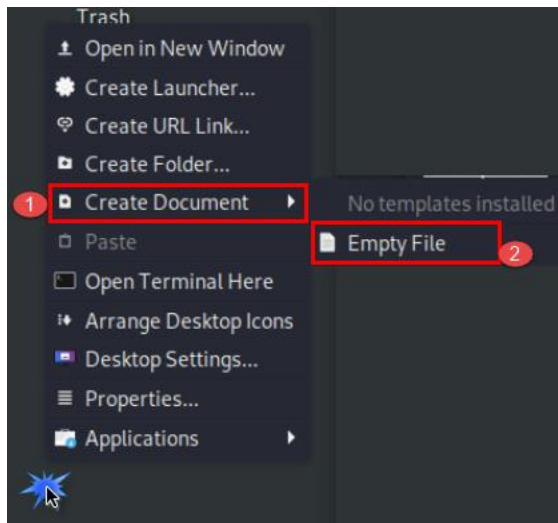 Trash
Open in New Window
Create Launcher...
Create URL Link...
Create Folder...
1 Create Document
No templates installed
Paste
Empty File 2
Open Terminal Here
Arrange Desktop Icons
Desktop Settings...
Properties...
Applications